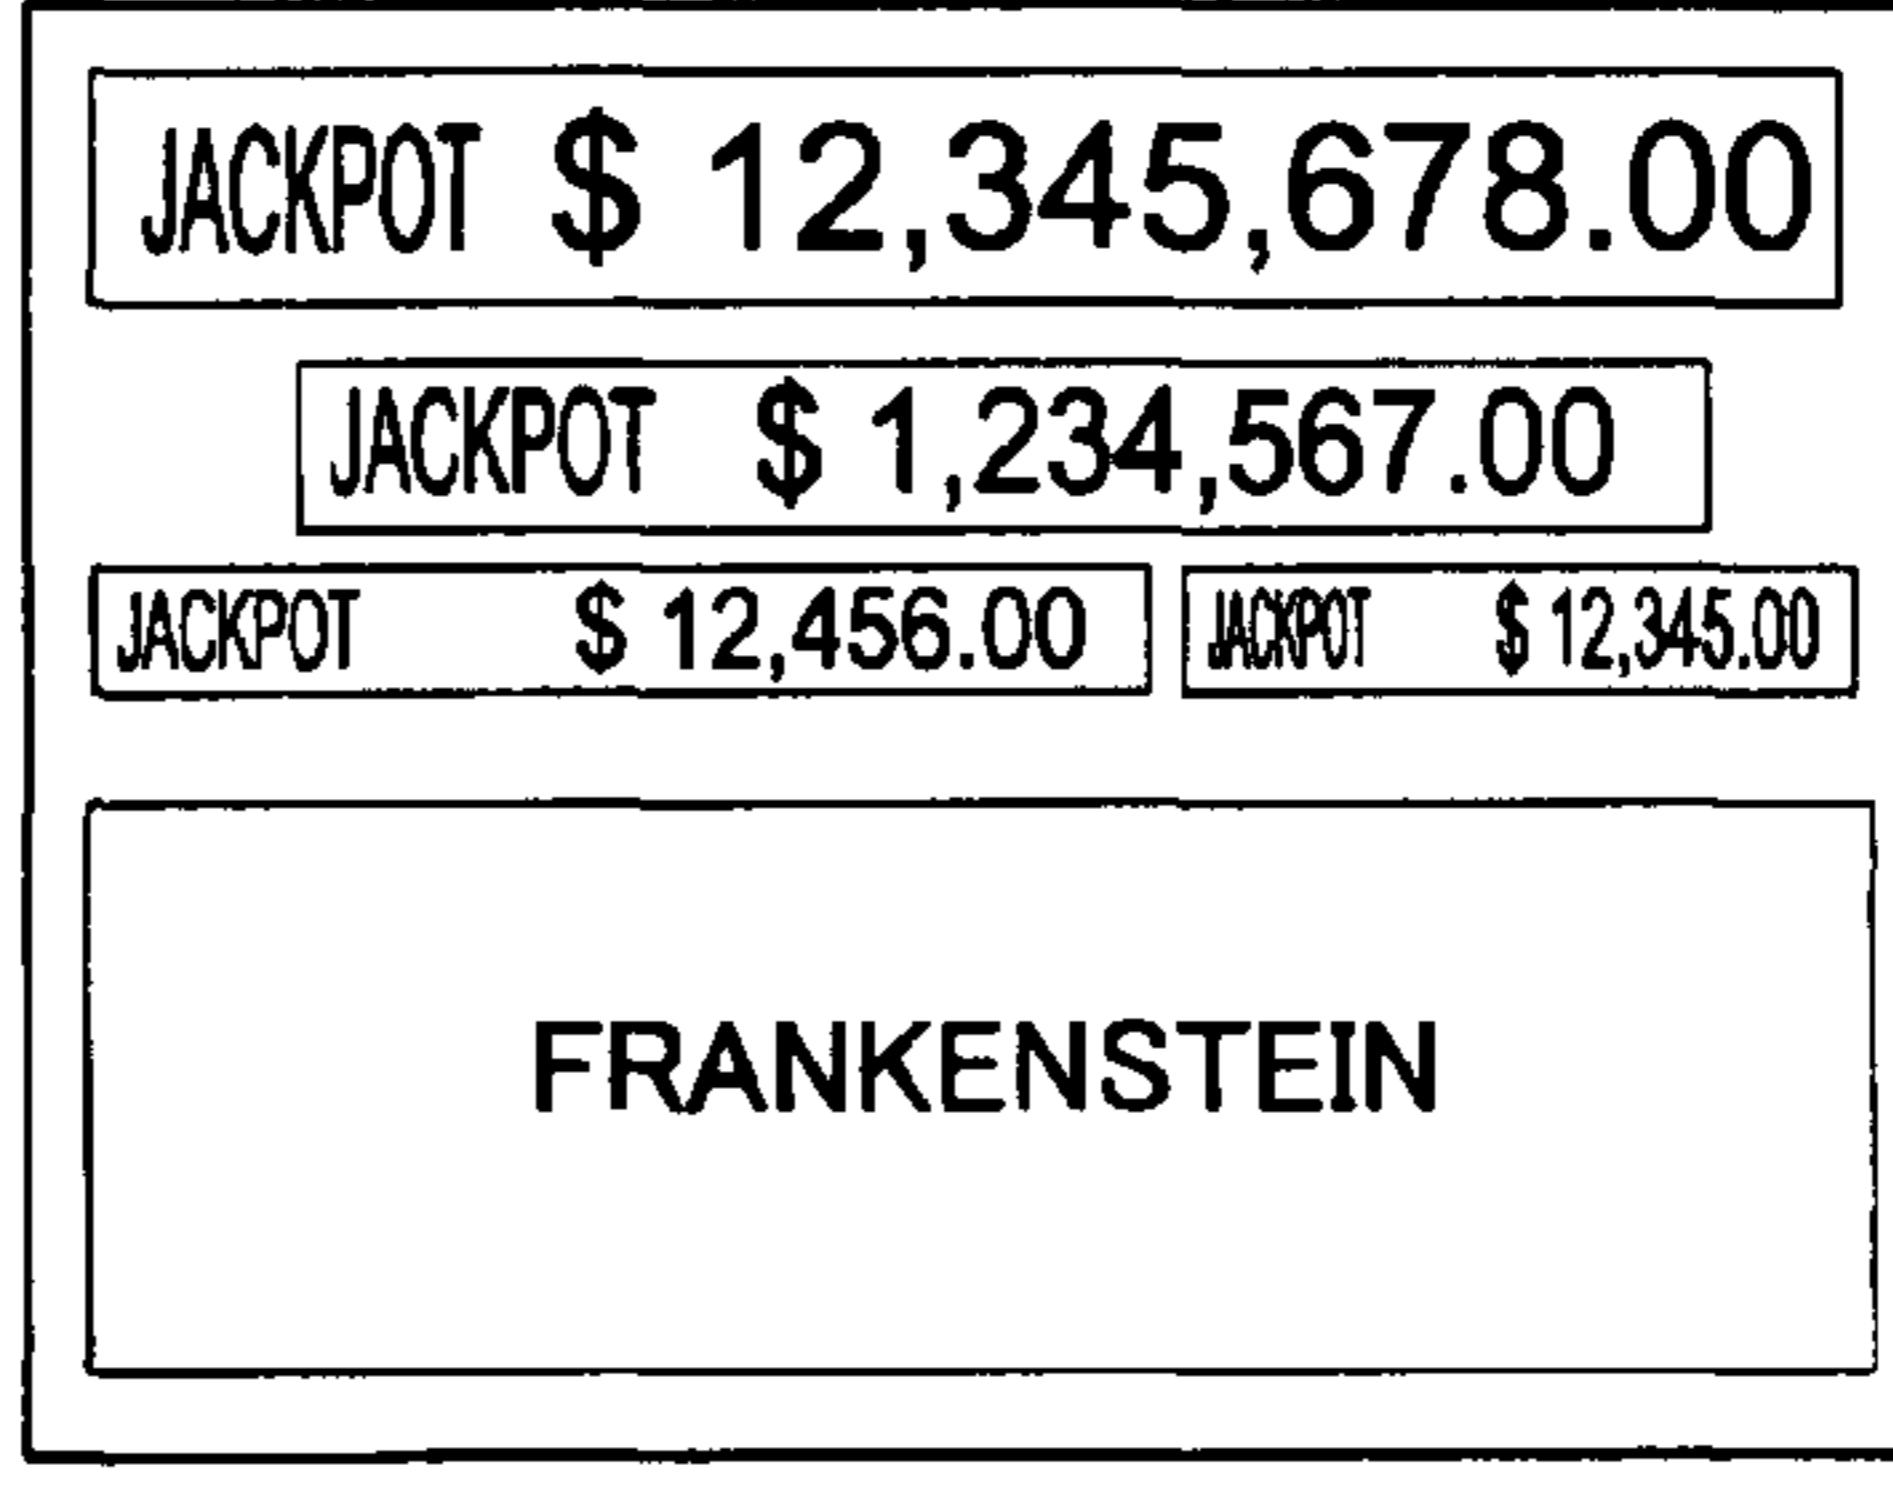 JACKPOT $ 12,345,678.00
JACKPOT $ 1,234,567.00
JACKPOT $ 12,456.00 JACKPOT $ 12,345.00
FRANKENSTEIN